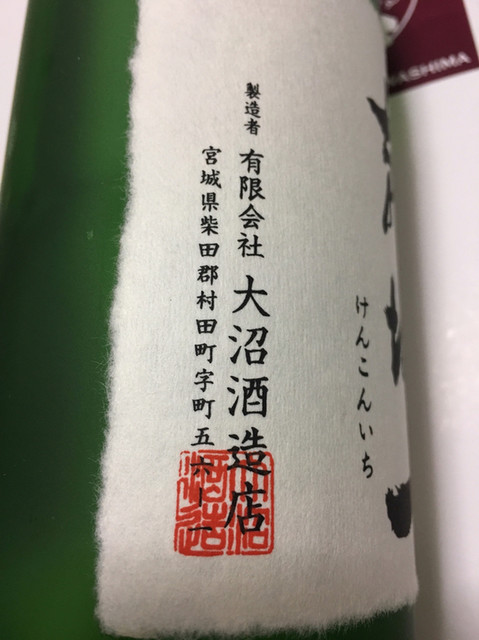 けんこんいち
製造者 有限会社 大沼酒造店
宮城県柴田郡村田町字町五六ー一